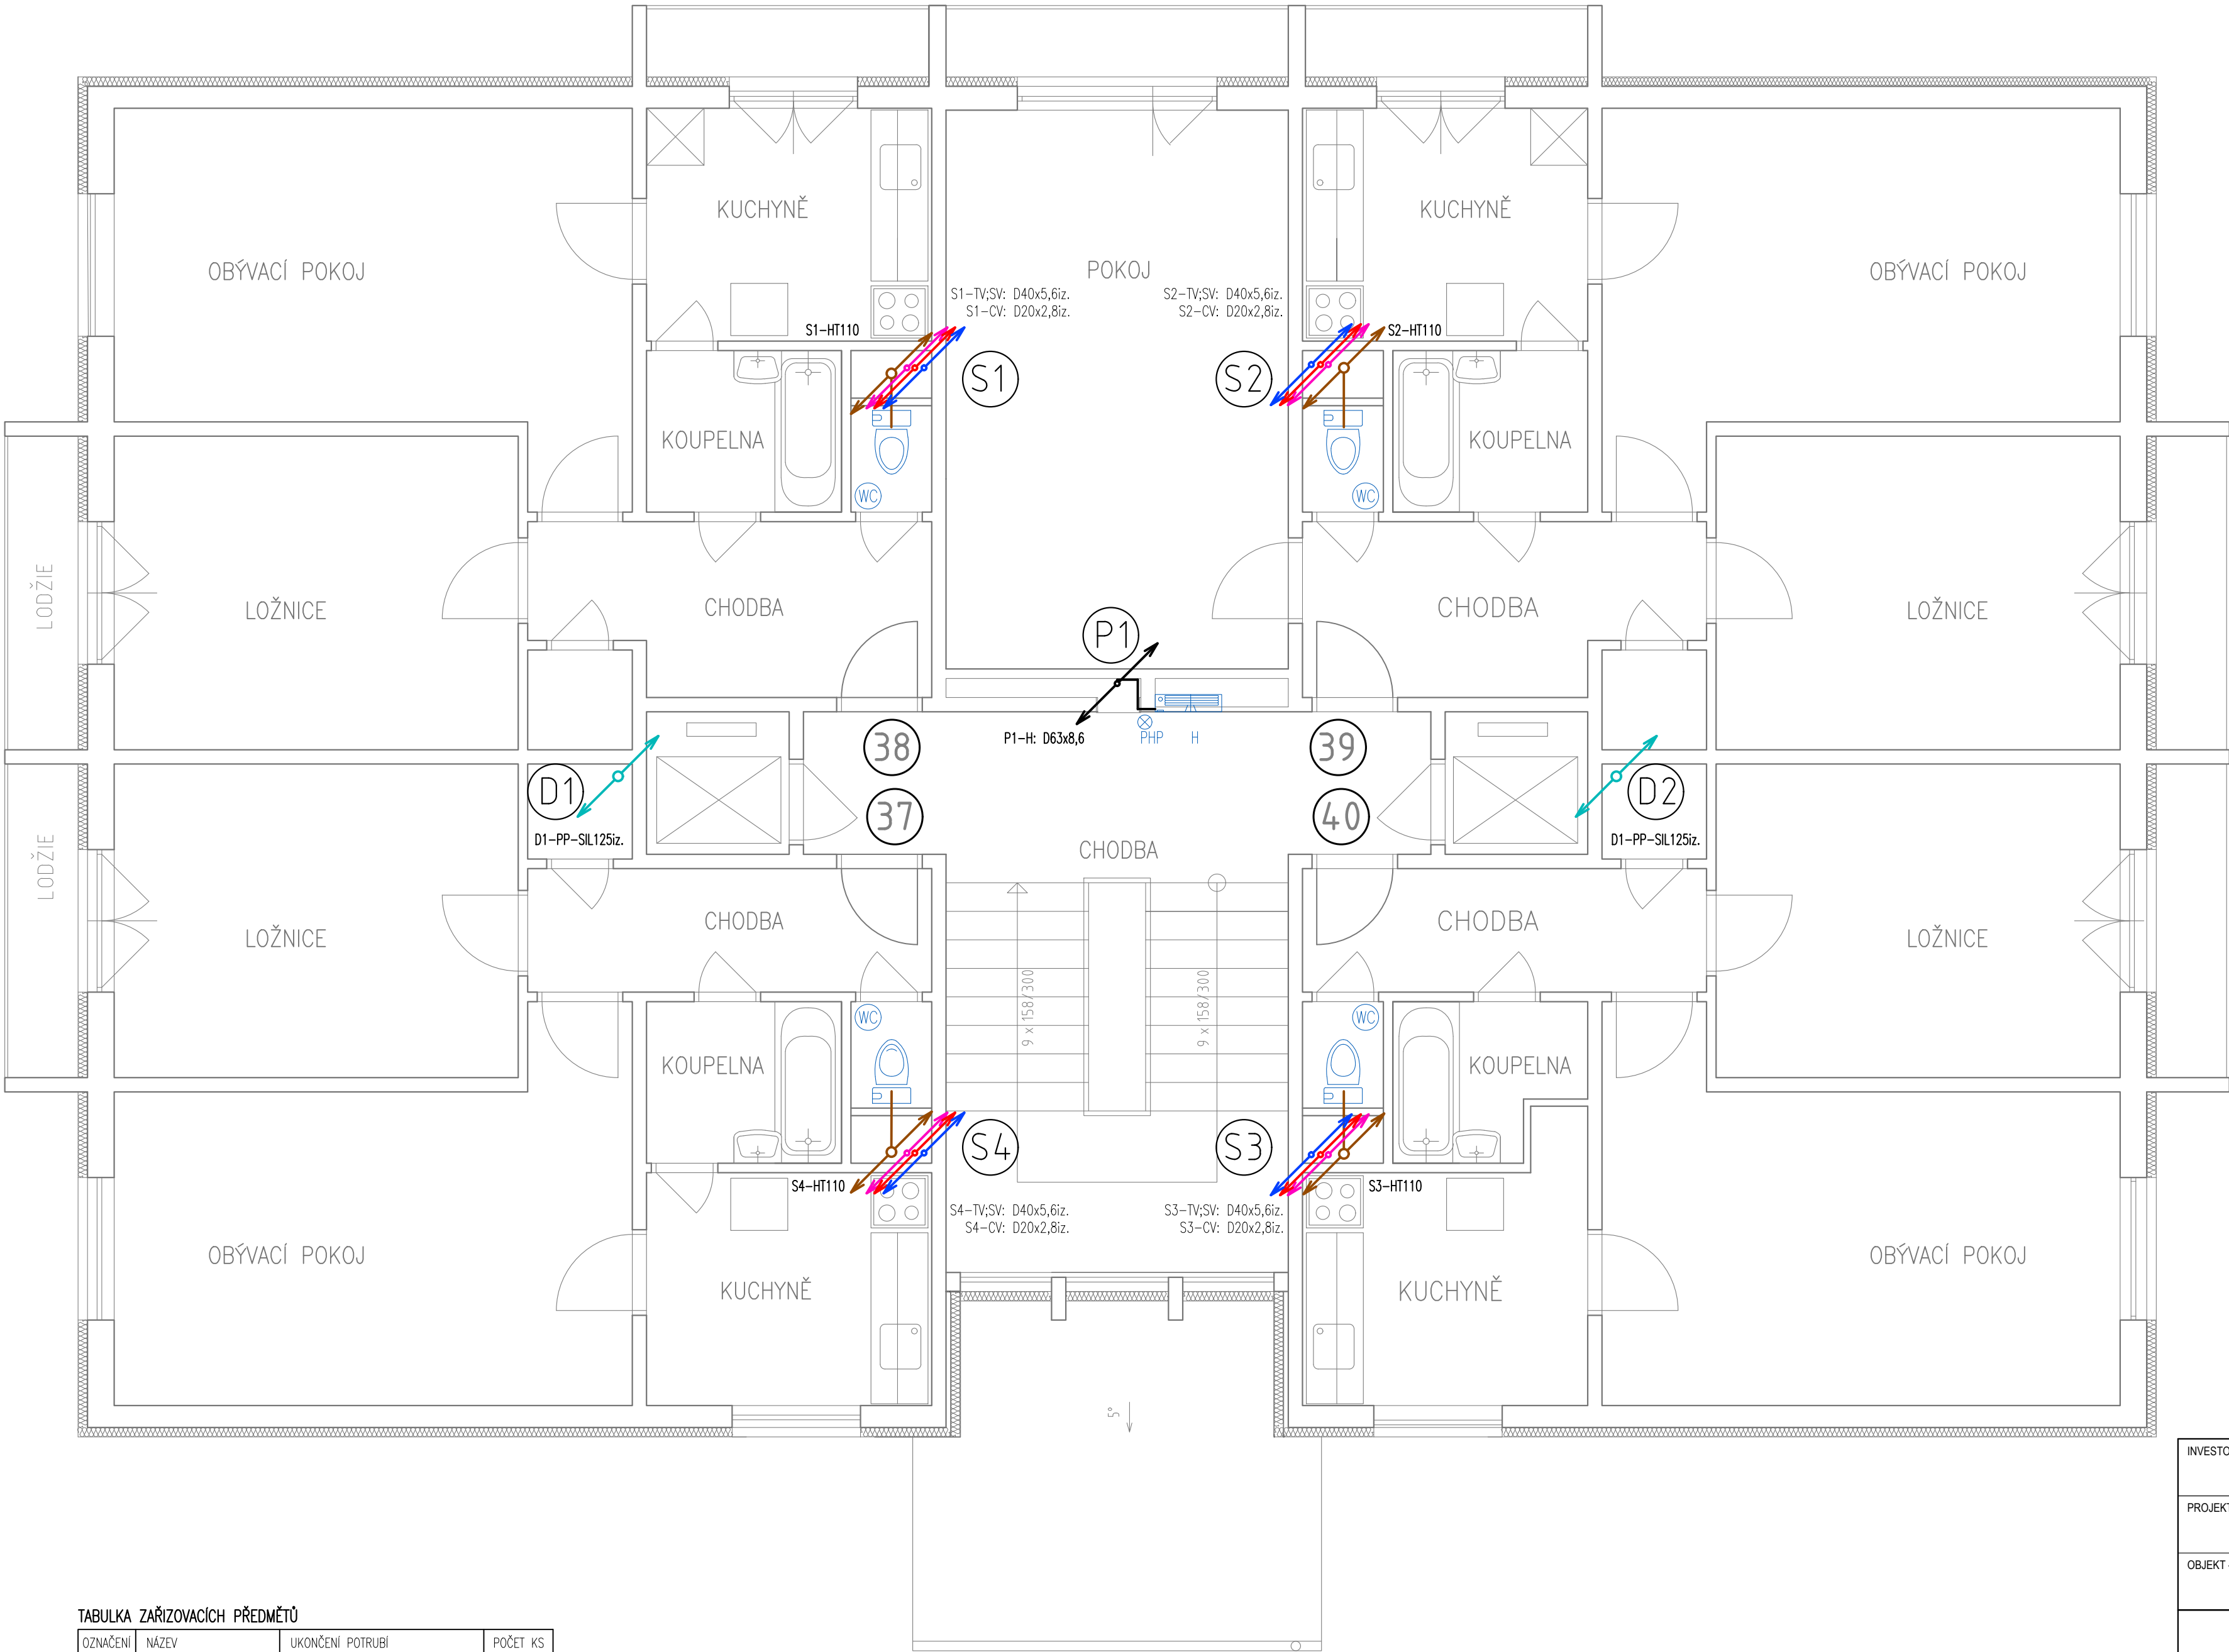 KUCHYNĚ
KUCHYNĚ
OBÝVACÍ POKOJ
POKOJ
OBÝVACÍ POKOJ
S1-TV;SV: D40x5,6iz.
S1-CV: D20x2,8iz.
S2-TV;SV: D40x5,6iz.
S2-CV: D20x2,8iz.
S1-HT110
S2-HT110
S1
S2
KOUPELNA
KOUPELNA
WC
WC
LODŽIE
LOŽNICE
CHODBA
CHODBA
LOŽNICE
P1
P1-H: D63x8,6
PHP
H
38
39
D1
37
40
D2
D1-PP-SIL125iz.
D1-PP-SIL125iz.
CHODBA
LODŽIE
LOŽNICE
CHODBA
CHODBA
LOŽNICE
9 x 158/300
9 x 158/300
WC
WC
KOUPELNA
KOUPELNA
S4
S3
S4-HT110
S3-HT110
S4-TV;SV: D40x5,6iz.
S4-CV: D20x2,8iz.
S3-TV;SV: D40x5,6iz.
S3-CV: D20x2,8iz.
OBÝVACÍ POKOJ
KUCHYNĚ
KUCHYNĚ
OBÝVACÍ POKOJ
5°
INVESTO
PROJEKT
OBJEKT
TABULKA ZAŘIZOVACÍCH PŘEDMĚTŮ
OZNAČENÍ NÁZEV UKONČENÍ POTRUBÍ POČET KS